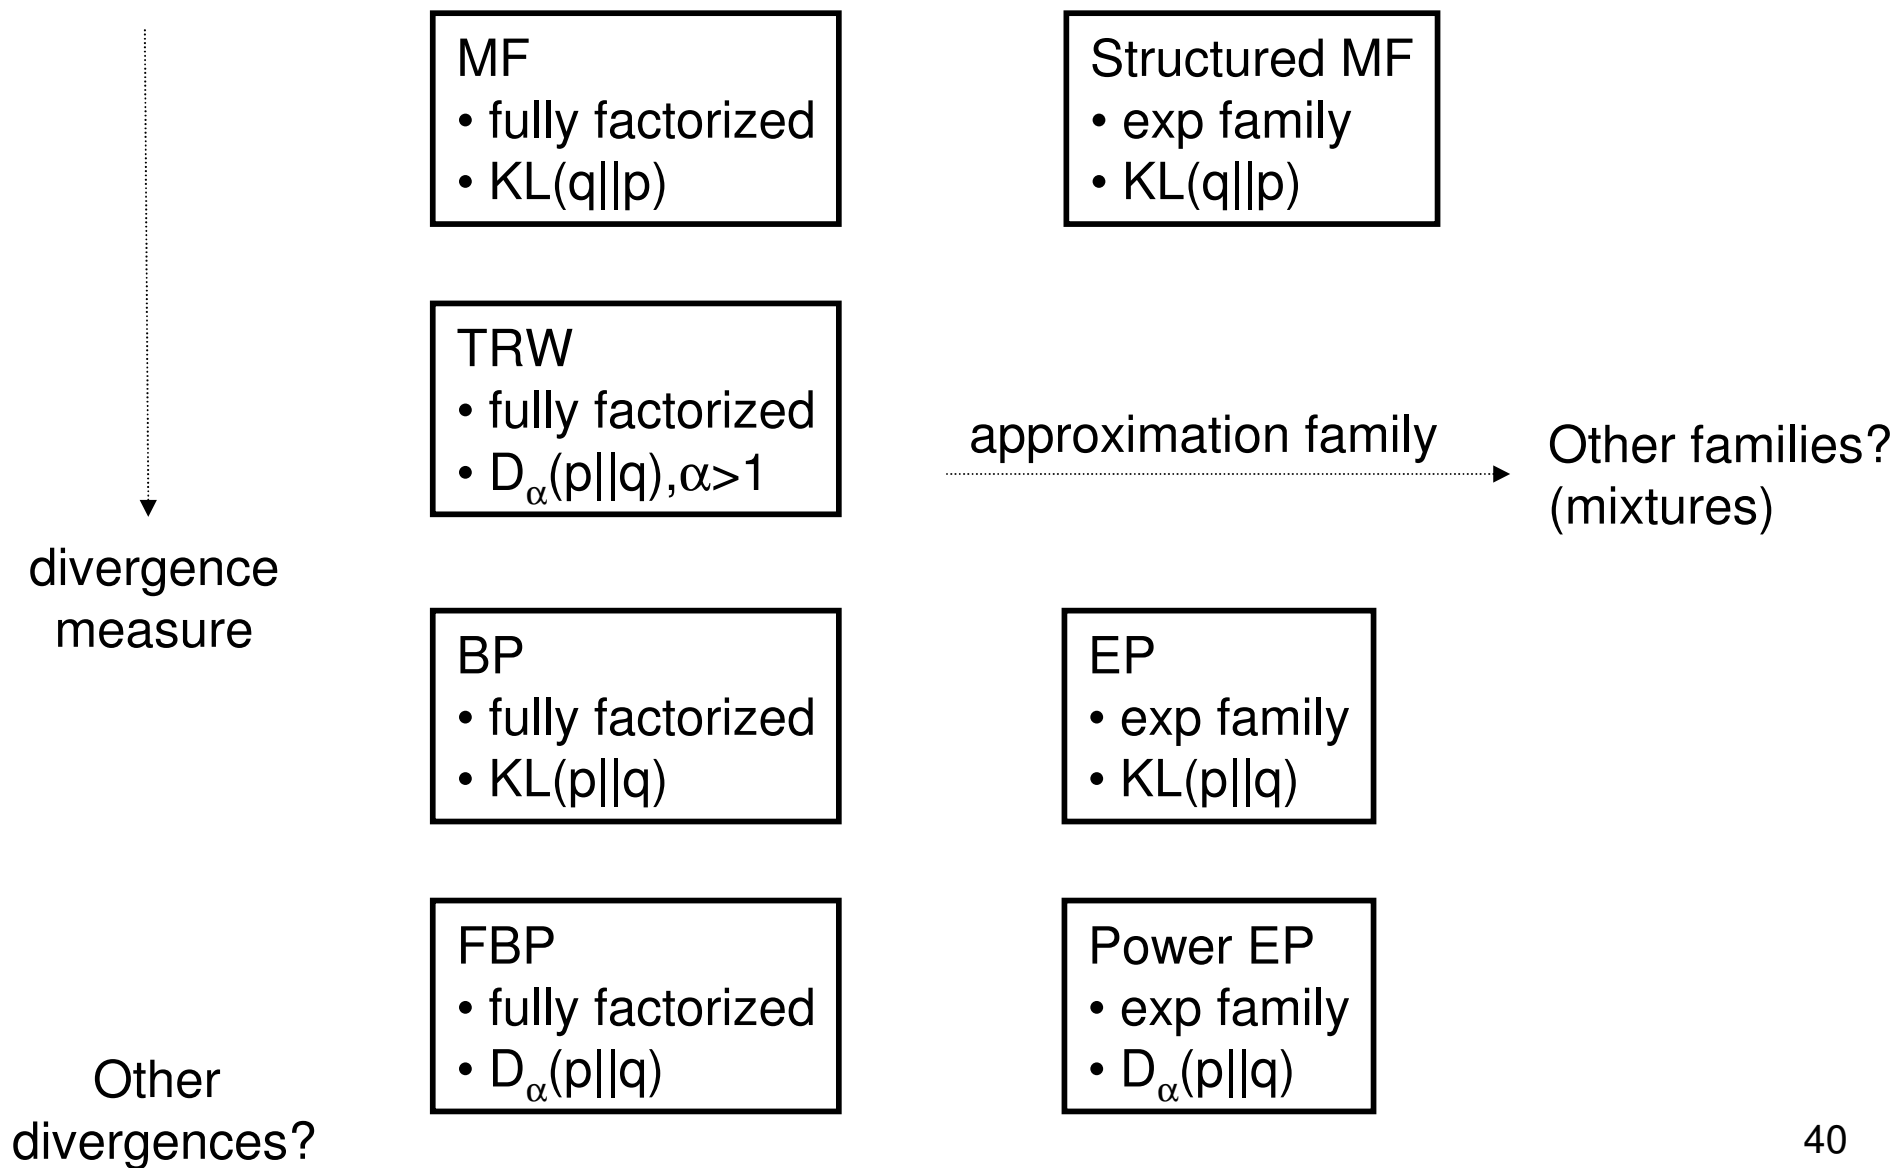 MF
• fully factorized
• KL(q||p)
Structured MF
• exp family
• KL(q||p)
TRW
• fully factorized
• Dα(p||q),α>1
approximation family
Other families?
(mixtures)
divergence
measure
BP
• fully factorized
• KL(p||q)
EP
• exp family
• KL(p||q)
FBP
• fully factorized
• Dα(p||q)
Power EP
• exp family
• Dα(p||q)
Other
divergences?
40